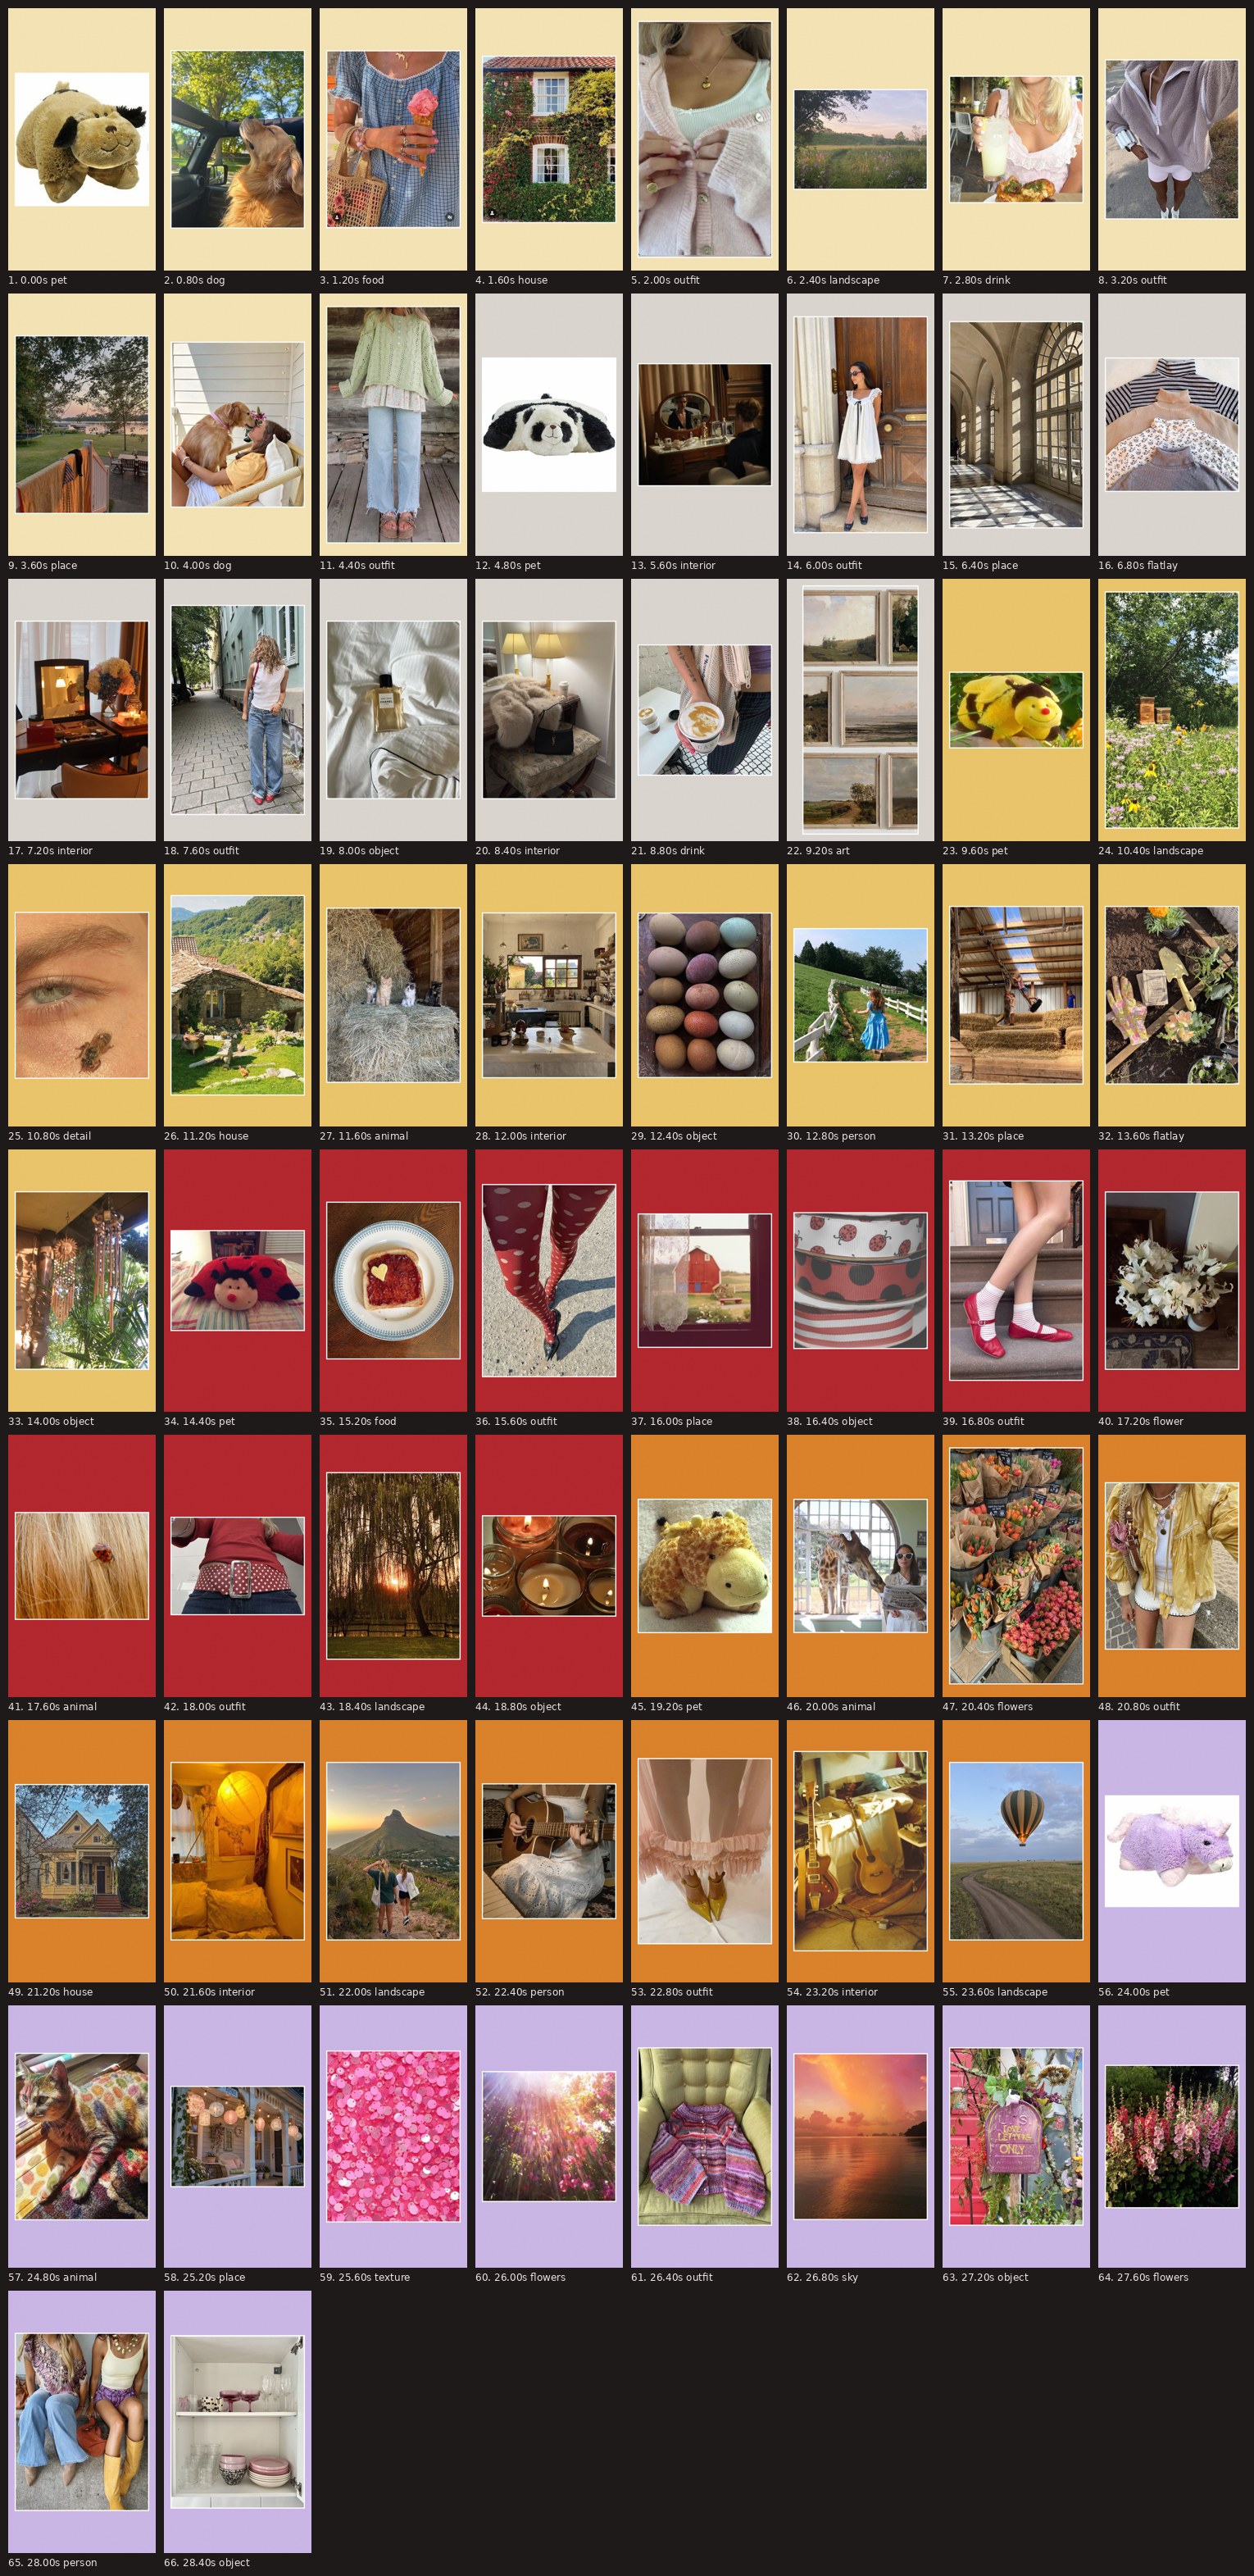 1. 0.00s pet
2. 0.80s dog
3. 1.20s food
4. 1.60s house
5. 2.00s outfit
6. 2.40s landscape
7. 2.80s drink
8. 3.20s outfit
9. 3.60s place
10. 4.00s dog
11. 4.40s outfit
12. 4.80s pet
13. 5.60s interior
14. 6.00s outfit
15. 6.40s place
16. 6.80s flatlay
17. 7.20s interior
18. 7.60s outfit
19. 8.00s object
20. 8.40s interior
21. 8.80s drink
22. 9.20s art
23. 9.60s pet
24. 10.40s landscape
25. 10.80s detail
26. 11.20s house
27. 11.60s animal
28. 12.00s interior
29. 12.40s object
30. 12.80s person
31. 13.20s place
32. 13.60s flatlay
33. 14.00s object
34. 14.40s pet
35. 15.20s food
36. 15.60s outfit
37. 16.00s place
38. 16.40s object
39. 16.80s outfit
40. 17.20s flower
41. 17.60s animal
42. 18.00s outfit
43. 18.40s landscape
44. 18.80s object
45. 19.20s pet
46. 20.00s animal
47. 20.40s flowers
48. 20.80s outfit
49. 21.20s house
50. 21.60s interior
51. 22.00s landscape
52. 22.40s person
53. 22.80s outfit
54. 23.20s interior
55. 23.60s landscape
56. 24.00s pet
LOVE
LETTERS
ONLY
57. 24.80s animal
58. 25.20s place
59. 25.60s texture
60. 26.00s flowers
61. 26.40s outfit
62. 26.80s sky
63. 27.20s object
64. 27.60s flowers
65. 28.00s person
66. 28.40s object